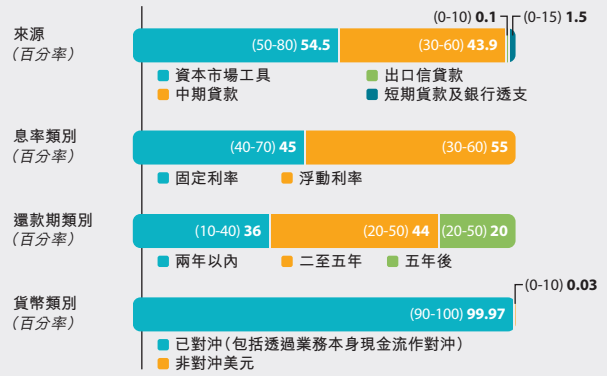 (0-10) 0.1 (0-15) 1.5
來源
(百分率)
(50-80) 54.5 (30-60) 43.9
資本市場工具 出口信貸款
中期貸款 短期貸款及銀行透支
息率類別
(百分率)
(40-70) 45 (30-60) 55
固定利率 浮動利率
還款期類別
(百分率)
(10-40) 36 (20-50) 44 (20-50) 20
兩年以內 二至五年 五年後
(0-10) 0.03
貨幣類別
(百分率)
(90-100) 99.97
已對沖(包括透過業務本身現金流作對沖)
非對沖美元